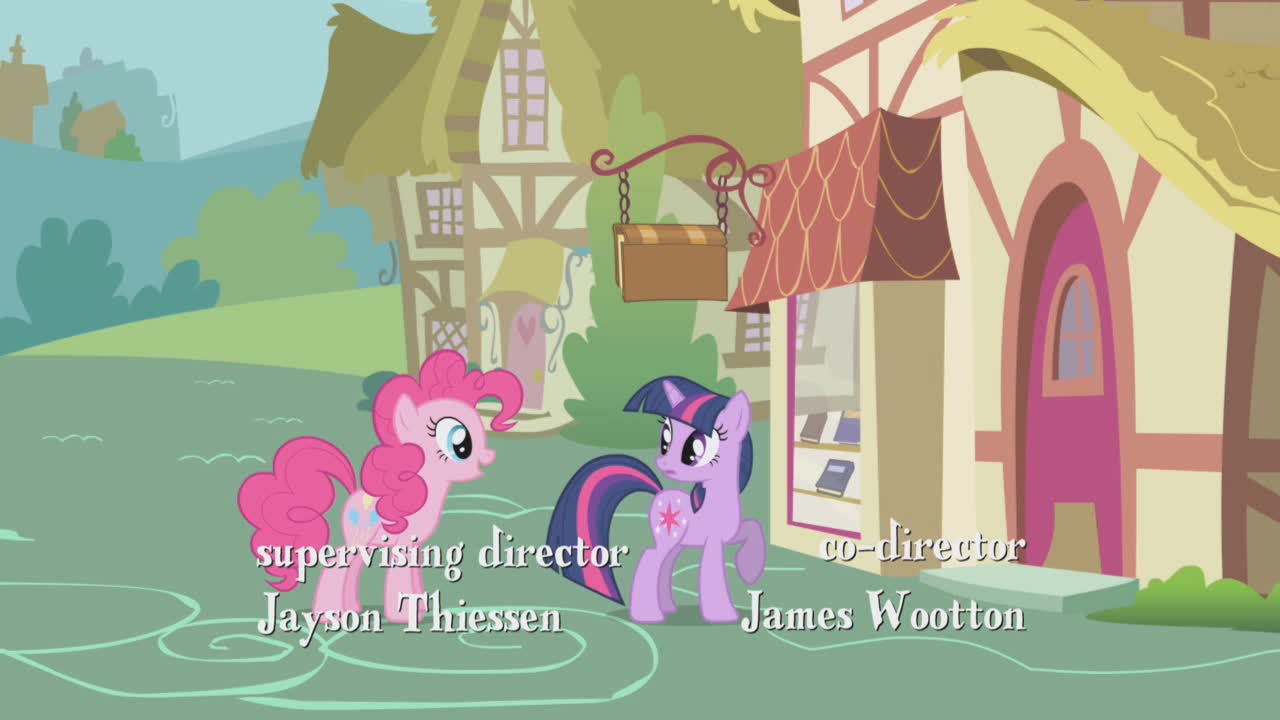 supervising director
Jayson Thiessen
co-director
James Wootton